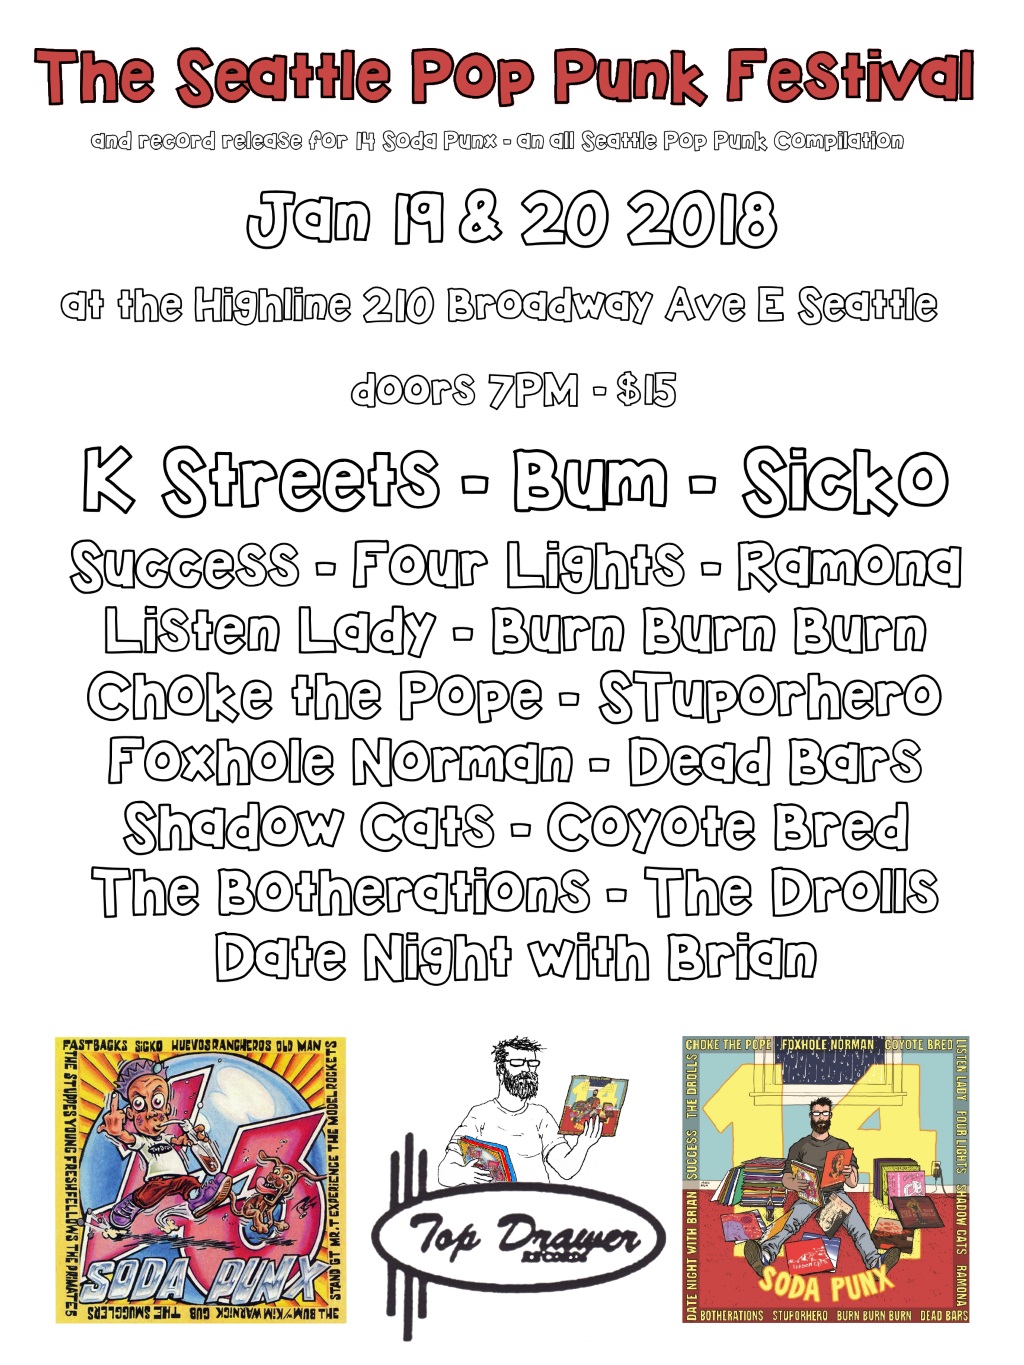 The Seattle Pop Punk Festival
and record release for 14 Soda Punx - an all Seattle Pop Punk Compilation
Jan 19 & 20 2018
at the Highline 210 Broadway Ave E Seattle
doors 7PM - $15
K Streets - Bum - Sicko
Success - Four Lights - Ramona
Listen Lady - Burn Burn Burn
Choke the Pope - STuporhero
Foxhole Norman - Dead Bars
Shadow Cats - Coyote Bred
The Botherations - The Drolls
Date Night with Brian
FASTBACKS SICKO HUEVOS RANGHEROS OLD MAN
STAND GT MR. T EXPERIENCE THE MODEL ROCKETS
THE BUM KIM WARNICK GUB THE SMUGGLERS
THE STUPPES YOUNG FRESH FELLOWS THE PRIMATE5
SODA PUNX
Top Drawer
RECORDS
CHOKE THE POPE FOXHOLE NORMAN COYOTE BRED
LISTEN LADY FOUR LIGHTS SHADOW CATS RAMONA
BOTHERATIONS STUPORHERO BURN BURN BURN DEAD BARS
DATE NIGHT WITH BRIAN SUCCESS THE DROLLS
14
SODA PUNX